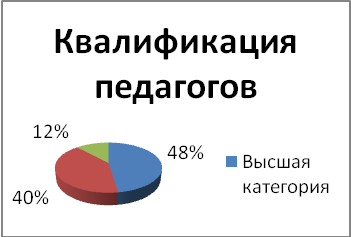 Квалификация
педагогов
12%
48%
40%
Высшая
категория